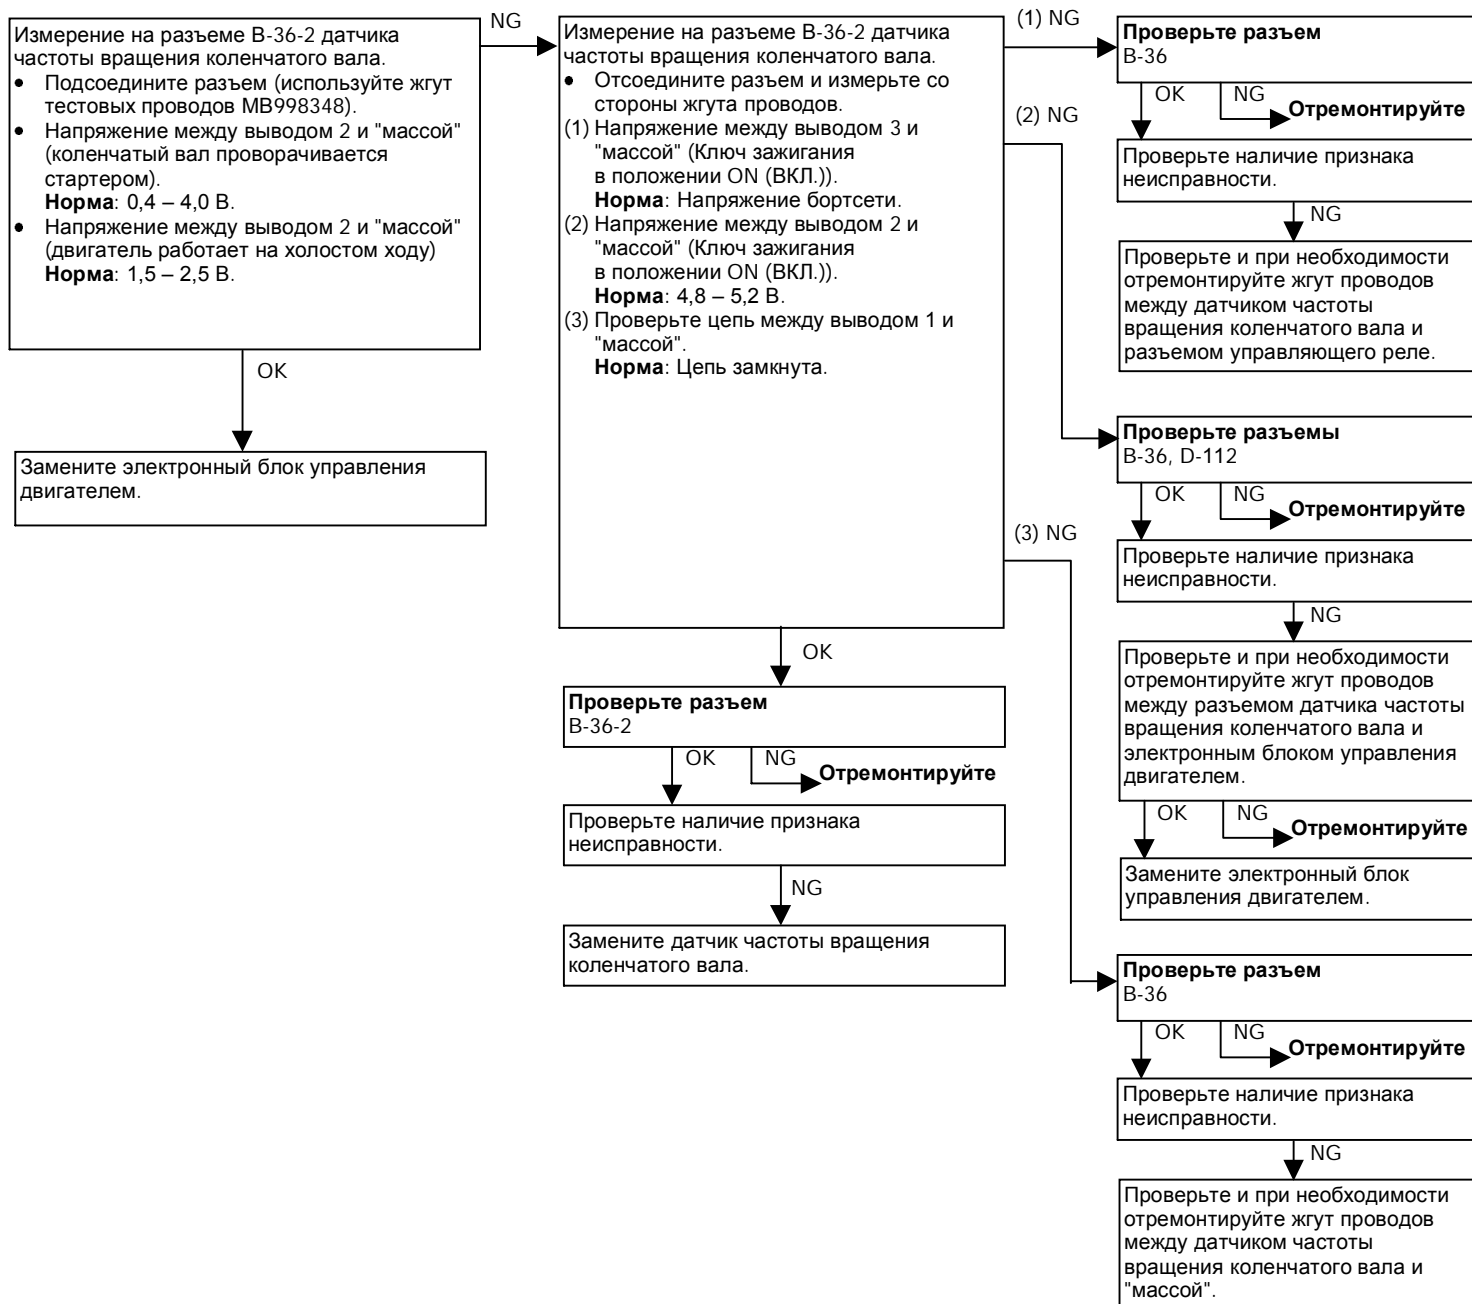 Измерение на разъеме B-36-2 датчика
частоты вращения коленчатого вала.
• Подсоедините разъем (используйте жгут
тестовых проводов MB998348).
• Напряжение между выводом 2 и "массой"
(коленчатый вал проворачивается
стартером).
Норма: 0,4 – 4,0 В.
• Напряжение между выводом 2 и "массой"
(двигатель работает на холостом ходу)
Норма: 1,5 – 2,5 В.
NG
OK
Замените электронный блок управления
двигателем.
Измерение на разъеме B-36-2 датчика
частоты вращения коленчатого вала.
• Отсоедините разъем и измерьте со
стороны жгута проводов.
(1) Напряжение между выводом 3 и
"массой" (Ключ зажигания
в положении ON (ВКЛ.)).
Норма: Напряжение бортсети.
(2) Напряжение между выводом 2 и
"массой" (Ключ зажигания
в положении ON (ВКЛ.)).
Норма: 4,8 – 5,2 В.
(3) Проверьте цепь между выводом 1 и
"массой".
Норма: Цепь замкнута.
OK
Проверьте разъем
B-36-2
OK
NG
Отремонтируйте
Проверьте наличие признака
неисправности.
NG
Замените датчик частоты вращения
коленчатого вала.
(1) NG
Проверьте разъем
B-36
OK
NG
Отремонтируйте
Проверьте наличие признака
неисправности.
NG
Проверьте и при необходимости
отремонтируйте жгут проводов
между датчиком частоты
вращения коленчатого вала и
разъемом управляющего реле.
(2) NG
Проверьте разъемы
B-36, D-112
OK
NG
Отремонтируйте
Проверьте наличие признака
неисправности.
NG
Проверьте и при необходимости
отремонтируйте жгут проводов
между разъемом датчика частоты
вращения коленчатого вала и
электронным блоком управления
двигателем.
OK
NG
Отремонтируйте
Замените электронный блок
управления двигателем.
(3) NG
Проверьте разъем
B-36
OK
NG
Отремонтируйте
Проверьте наличие признака
неисправности.
NG
Проверьте и при необходимости
отремонтируйте жгут проводов
между датчиком частоты
вращения коленчатого вала и
"массой".